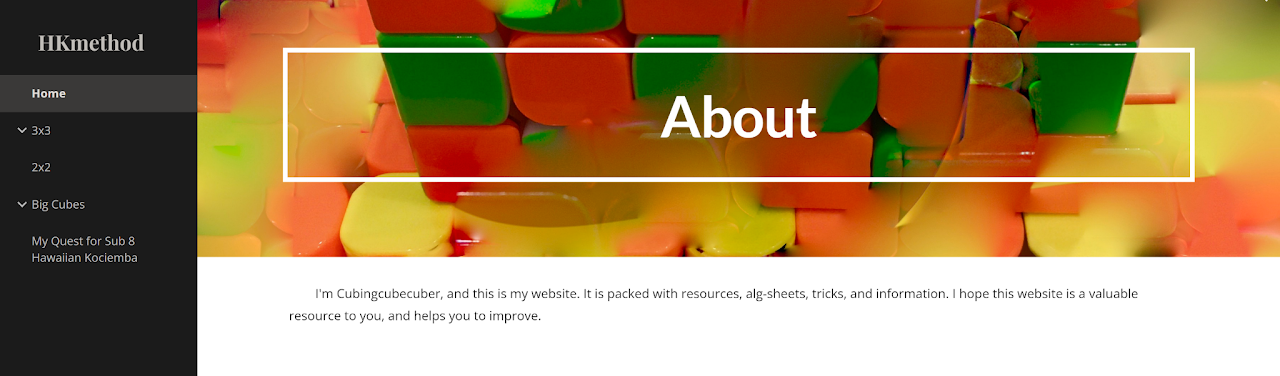 HKmethod
Home
3x3
2x2
Big Cubes
My Quest for Sub 8
Hawaiian Kociemba
About
I'm Cubingcubecuber, and this is my website. It is packed with resources, alg-sheets, tricks, and information. I hope this website is a valuable
resource to you, and helps you to improve.